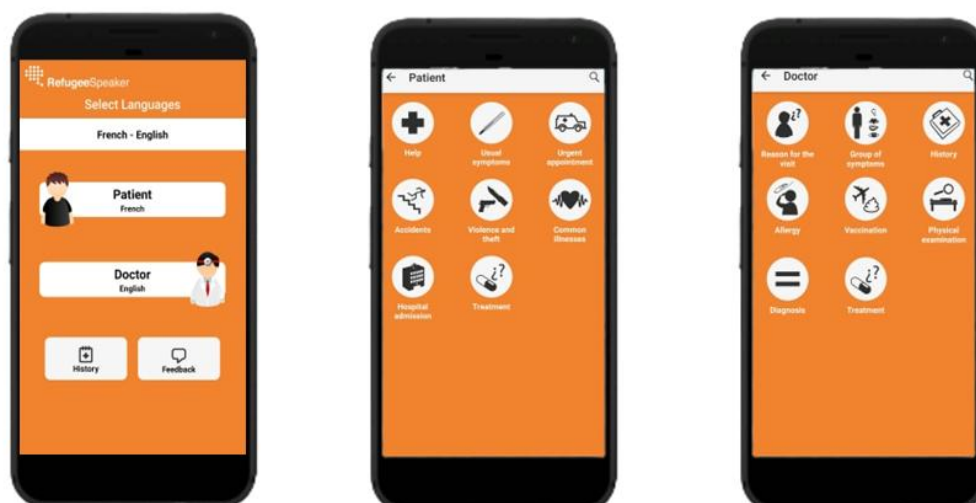 RefugeeSpeaker
Select Languages
French - English
Patient
French
Doctor
English
History
Feedback
Patient
Help
Usual
symptoms
Urgent
appointment
Accidents
Violence and
theft
Common
illnesses
Hospital
admission
Treatment
Doctor
Reason for the
visit
Group of
symptoms
History
Allergy
Vaccination
Physical
examination
Diagnosis
Treatment